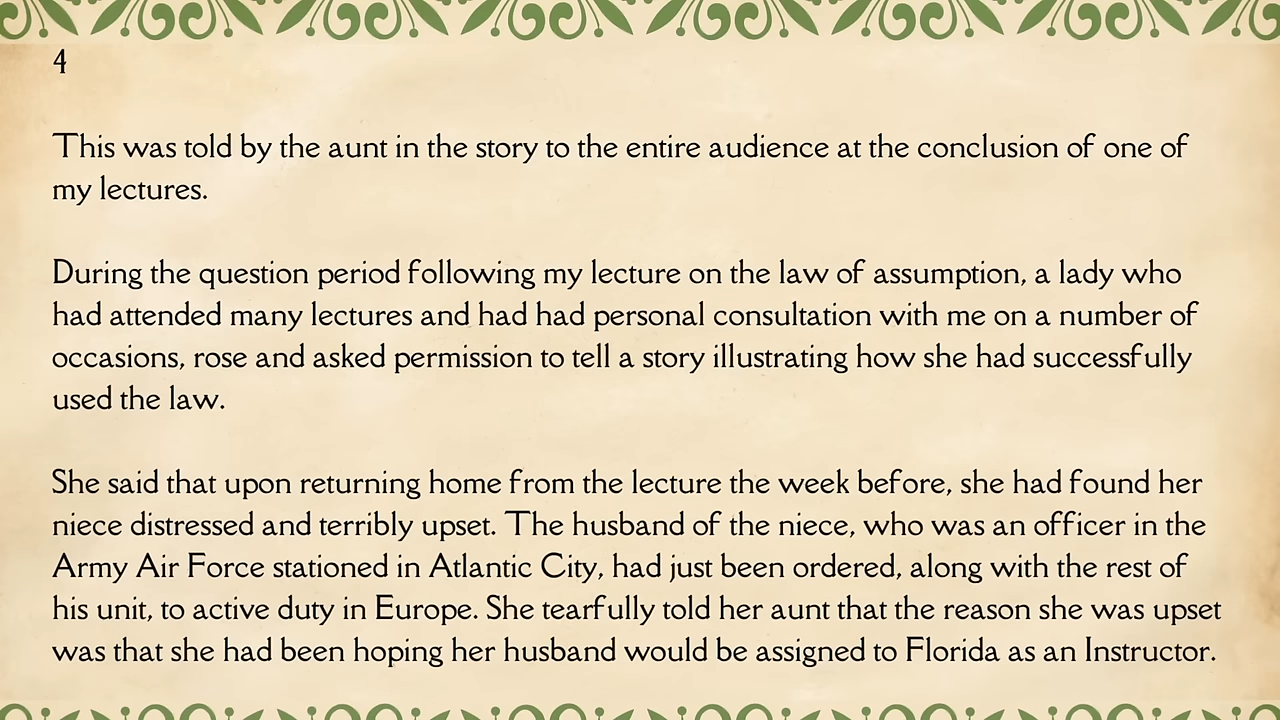 4
This was told by the aunt in the story to the entire audience at the conclusion of one of
my lectures.
During the question period following my lecture on the law of assumption, a lady who
had attended many lectures and had had personal consultation with me on a number of
occasions, rose and asked permission to tell a story illustrating how she had successfully
used the law.
She said that upon returning home from the lecture the week before, she had found her
niece distressed and terribly upset. The husband of the niece, who was an officer in the
Army Air Force stationed in Atlantic City, had just been ordered, along with the rest of
his unit, to active duty in Europe. She tearfully told her aunt that the reason she was upset
was that she had been hoping her husband would be assigned to Florida as an Instructor.